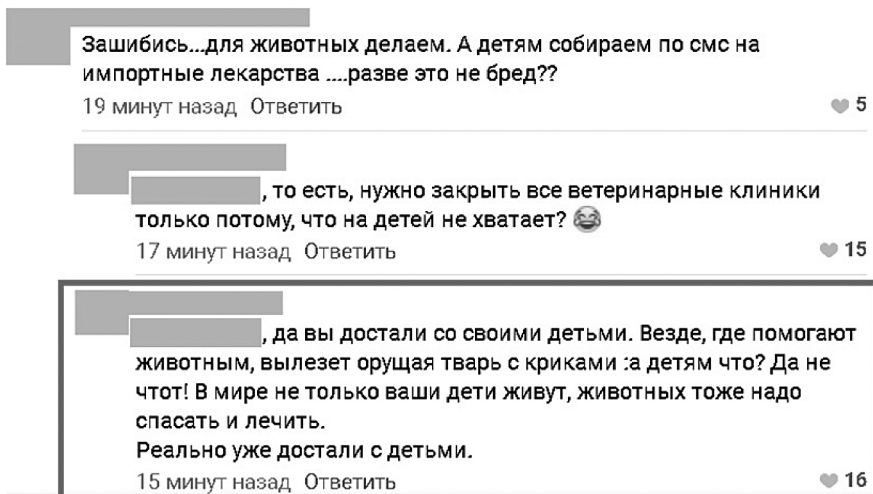 Зашибись...для животных делаем. А детям собираем по смс на
импортные лекарства ....разве это не бред??
19 минут назад Ответить 5
, то есть, нужно закрыть все ветеринарные клиники
только потому, что на детей не хватает? 😂
17 минут назад Ответить 15
, да вы достали со своими детьми. Везде, где помогают
животным, вылезет орущая тварь с криками :а детям что? Да не
чтот! В мире не только ваши дети живут, животных тоже надо
спасать и лечить.
Реально уже достали с детьми.
15 минут назад Ответить 16